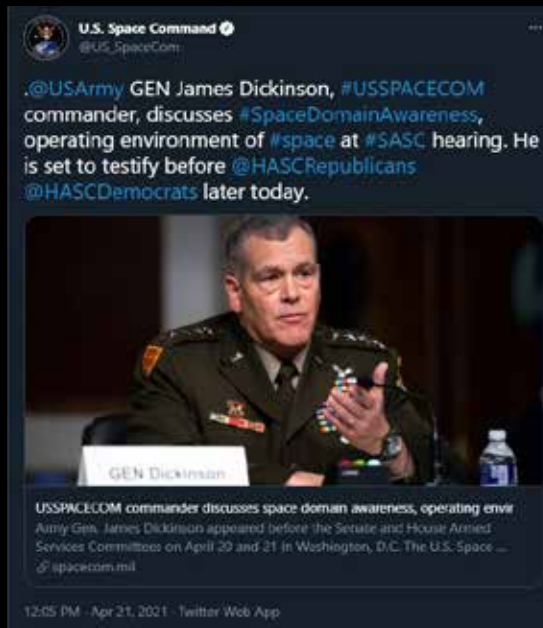 U.S. Space Command
@US_SpaceCom
.@USArmy GEN James Dickinson, #USSPACECOM
commander, discusses #SpaceDomainAwareness,
operating environment of #space at #SASC hearing. He
is set to testify before @HASCRepublicans
@HASCDemocrats later today.
GEN Dickinson
USSPACECOM commander discusses space domain awareness, operating envir
Army Gen. James Dickinson appeared before the Senate and House Armed
Services Committees on April 20 and 21 in Washington, D.C. The U.S. Space ...
spacecom.mil
12:05 PM · Apr 21, 2021 · Twitter Web App